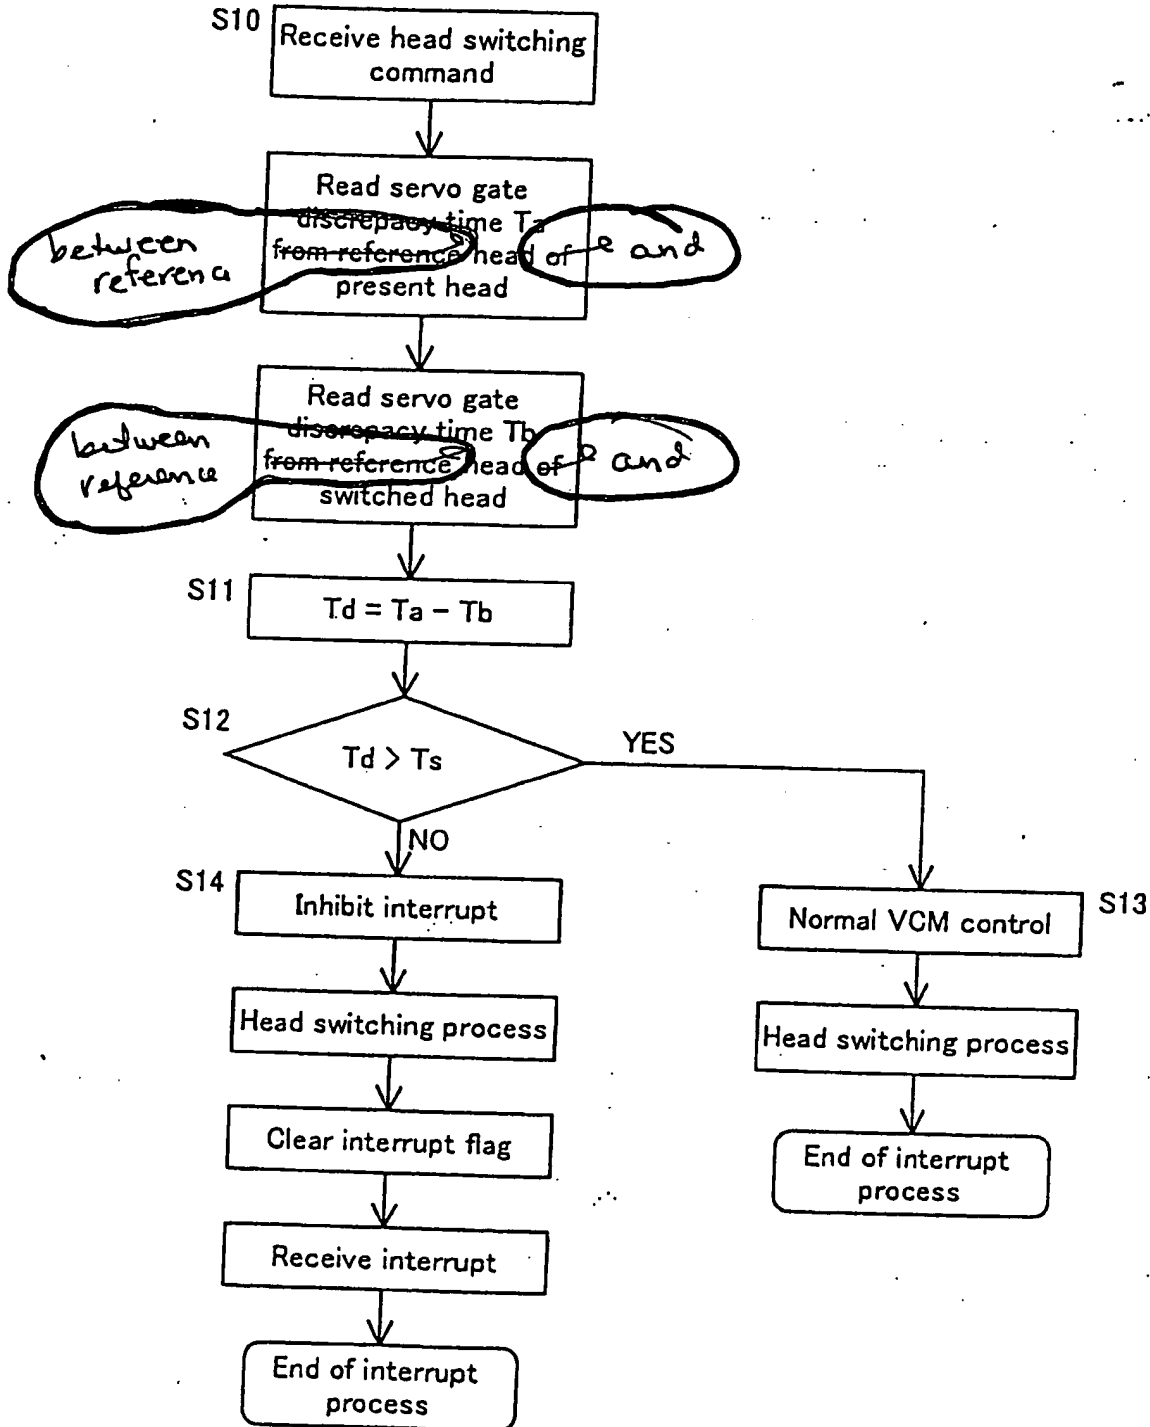 S10
Receive head switching
command
Read servo gate
discrepacy time Ta
from reference head of
present head
between
reference
and
Read servo gate
discrepacy time Tb
from reference head of
switched head
between
reference
and
S11
Td = Ta - Tb
S12
Td > Ts
YES
NO
S14
Inhibit interrupt
Head switching process
Clear interrupt flag
Receive interrupt
End of interrupt
process
S13
Normal VCM control
Head switching process
End of interrupt
process